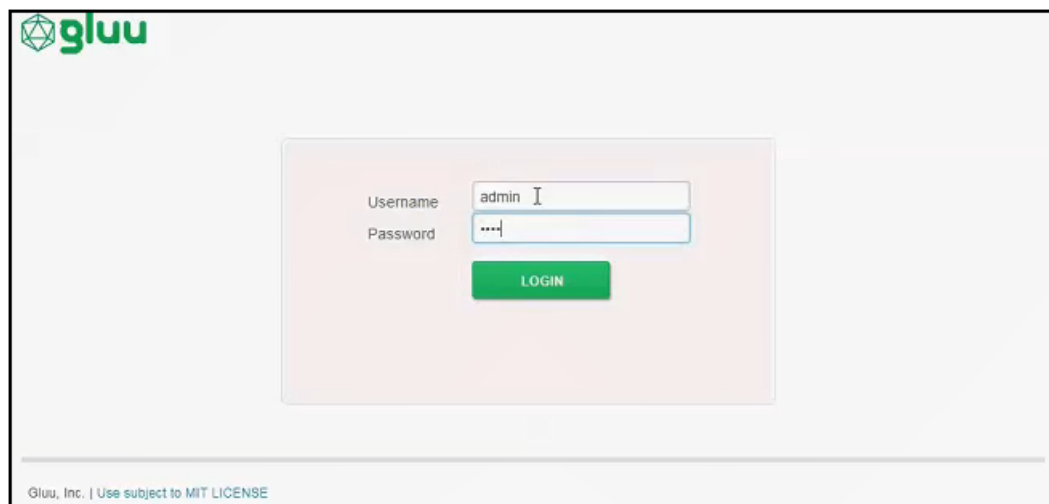 gluu
Username admin
Password ····
LOGIN
Gluu, Inc. | Use subject to MIT LICENSE